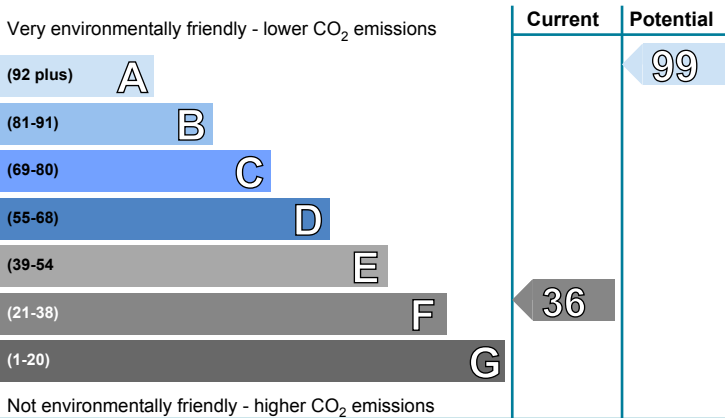 Current Potential
Very environmentally friendly - lower CO2 emissions
(92 plus) A 99
(81-91) B
(69-80) C
(55-68) D
(39-54 E
(21-38) F 36
(1-20) G
Not environmentally friendly - higher CO2 emissions